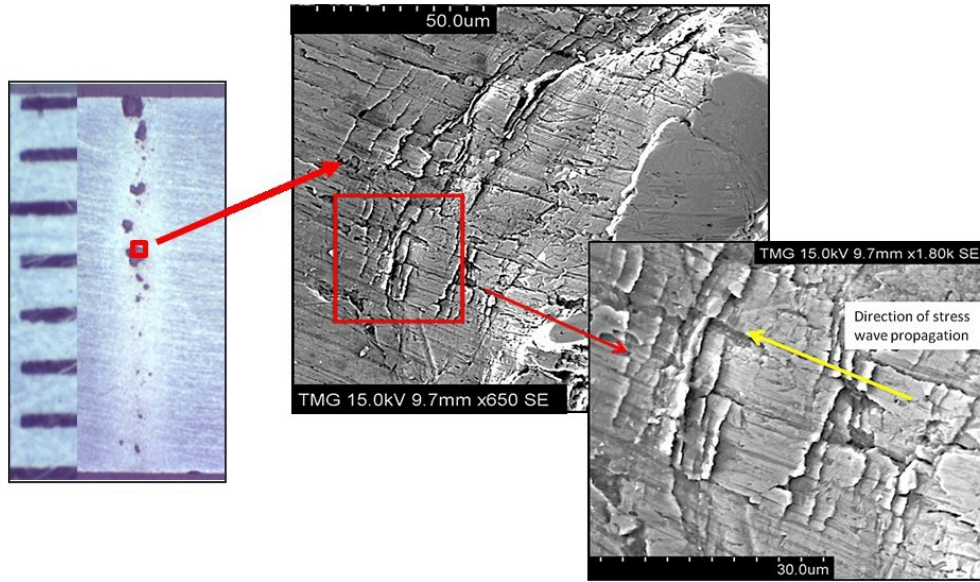 50.0um
TMG 15.0kV 9.7mm x650 SE
TMG 15.0kV 9.7mm x1.80k SE
Direction of stress
wave propagation
30.0um